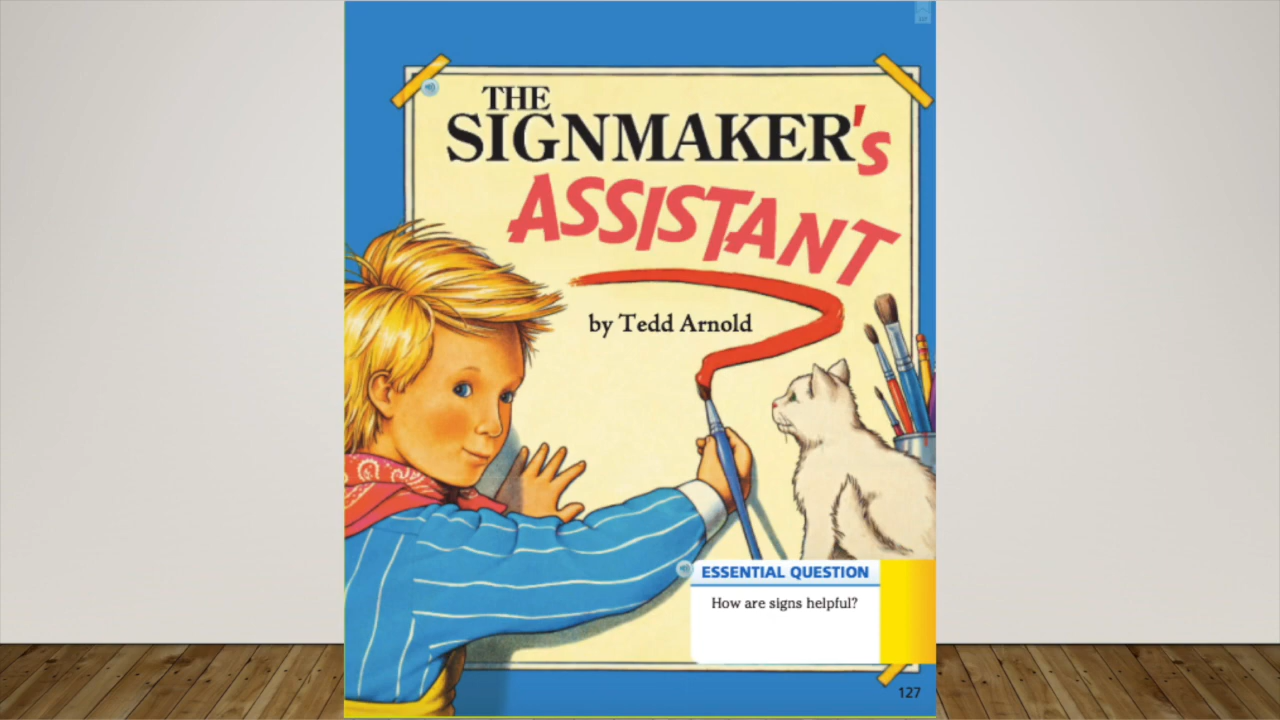 THE
SIGNMAKER's
ASSISTANT
by Tedd Arnold
ESSENTIAL QUESTION
How are signs helpful?
127